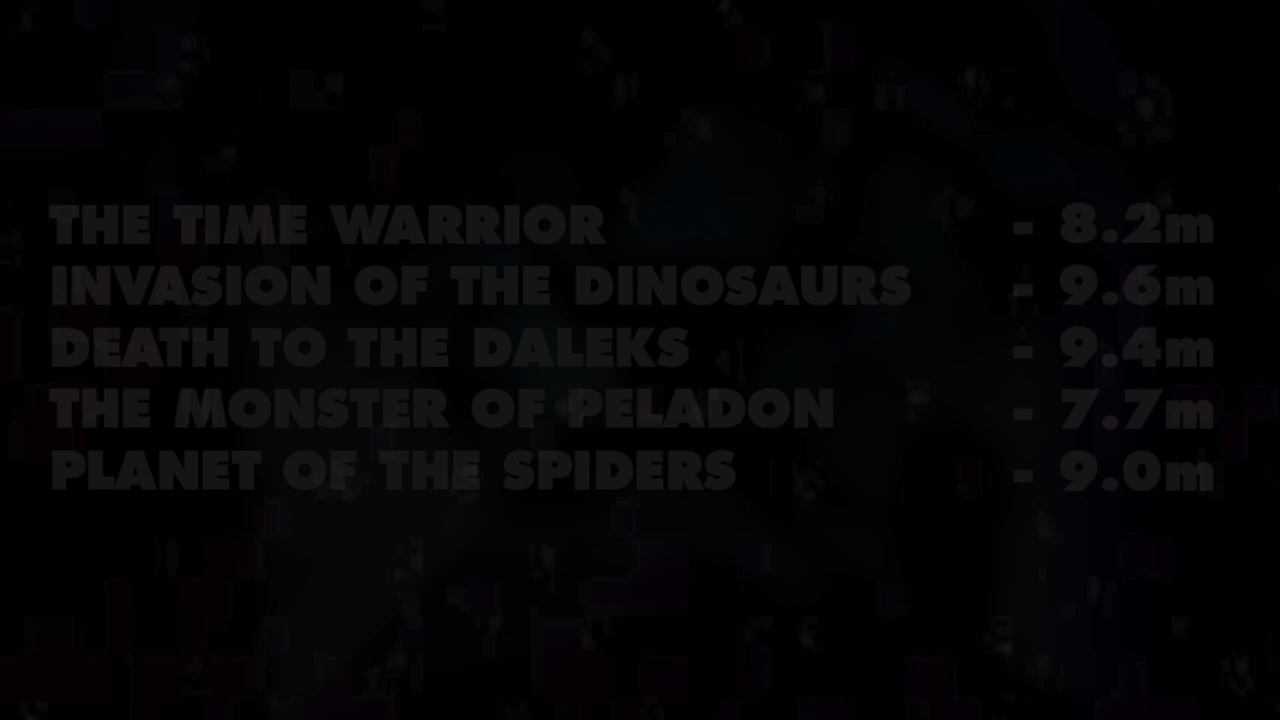 THE TIME WARRIOR - 8.2m
INVASION OF THE DINOSAURS - 9.6m
DEATH TO THE DALEKS - 9.4m
THE MONSTER OF PELADON - 7.7m
PLANET OF THE SPIDERS - 9.0m